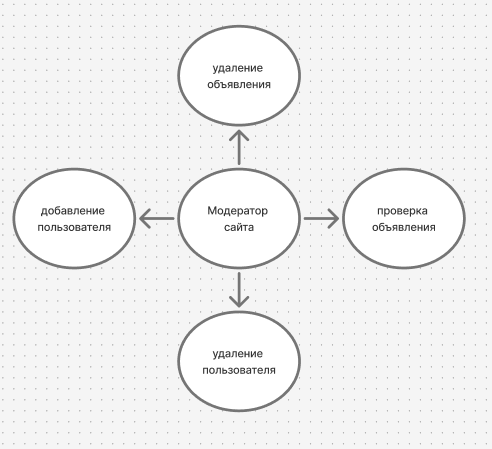 удаление
объявления
добавление
пользователя
Модератор
сайта
проверка
объявления
удаление
пользователя